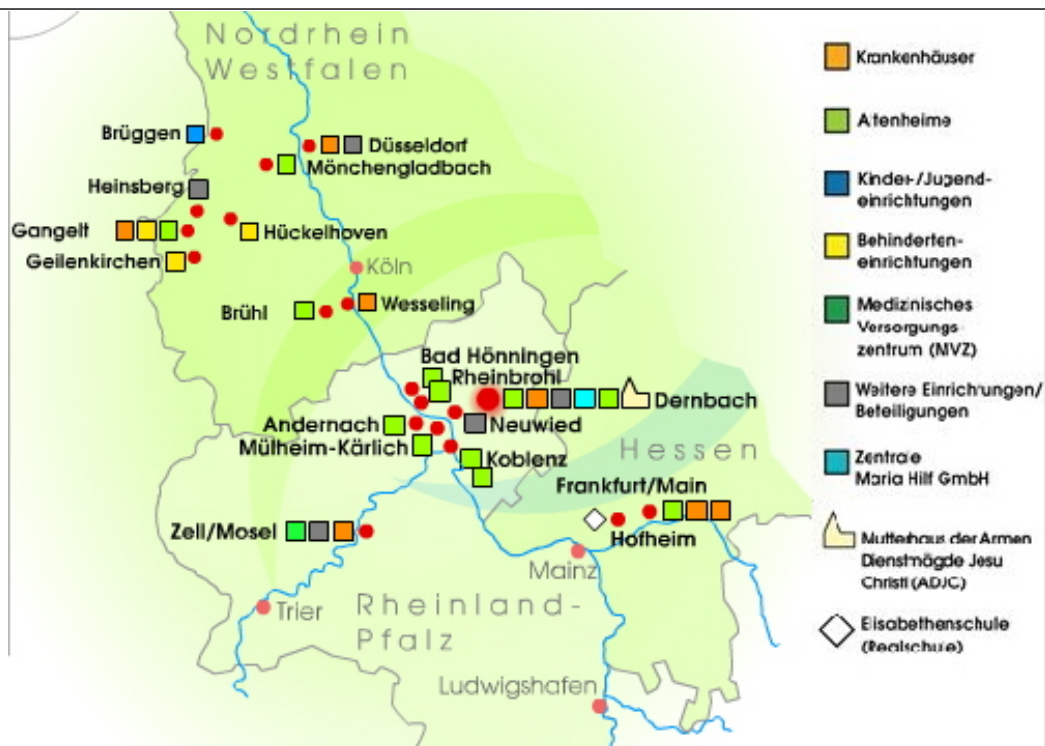 Nordrhein
Westfalen
Brüggen
Düsseldorf
Mönchengladbach
Heinsberg
Gangelt
Hückelhoven
Geilenkirchen
Köln
Brühl
Wesseling
Bad Hönningen
Rheinbrohl
Dernbach
Andernach
Neuwied
Mülheim-Kärlich
Koblenz
Hessen
Frankfurt/Main
Zell/Mosel
Hofheim
Mainz
Trier
Rheinland-
Pfalz
Ludwigshafen
Krankenhäuser
Altenheime
Kinder-/Jugend-
einrichtungen
Behinderten-
einrichtungen
Medizinisches
Versorgungs
zentrum (MVZ)
Weitere Einrichtungen/
Beteiligungen
Zentrale
Maria Hilf GmbH
Mutterhaus der Armen
Dienstmägde Jesu
Christi (ADJC)
Elisabethenschule
(Realschule)